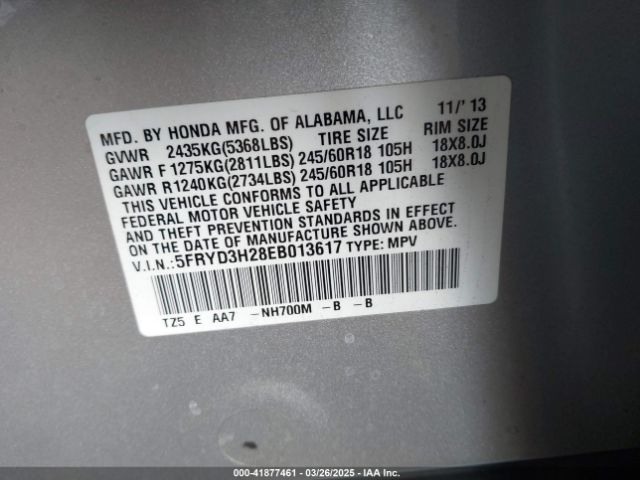 MFD. BY HONDA MFG. OF ALABAMA, LLC 11/' 13
GVWR 2435KG(5368LBS) TIRE SIZE RIM SIZE
GAWR F 1275KG(2811LBS) 245/60R18 105H 18X8.0J
GAWR R1240KG(2734LBS) 245/60R18 105H 18X8.0J
THIS VEHICLE CONFORMS TO ALL APPLICABLE
FEDERAL MOTOR VEHICLE SAFETY
AND THEFT PREVENTION STANDARDS IN EFFECT
ON THE DATE OF MANUFACTURE SHOWN ABOVE.
V.I.N.:5FRYD3H28EB013617 TYPE: MPV
TZ5 E AA7 -NH700M -B -B
000-41877461 - 03/26/2025 - IAA Inc.